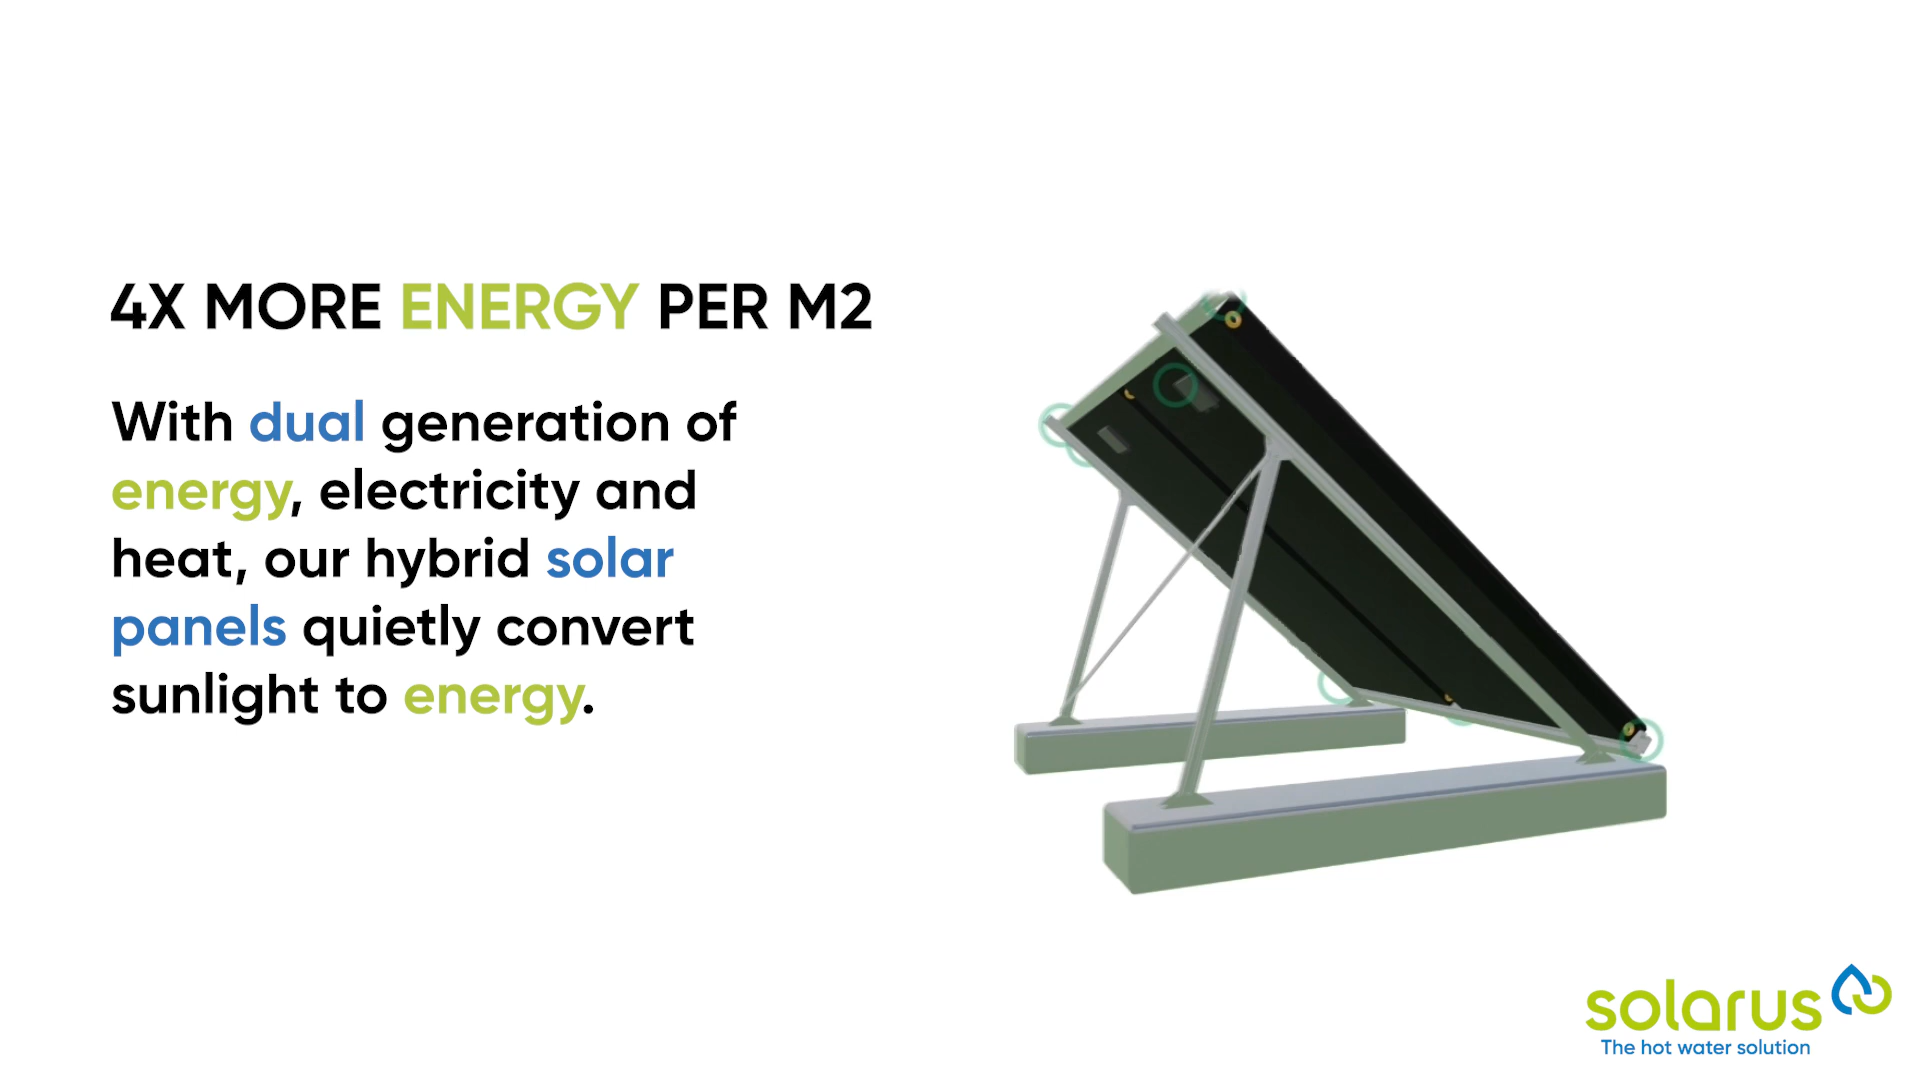 4X MORE ENERGY PER M2
With dual generation of
energy, electricity and
heat, our hybrid solar
panels quietly convert
sunlight to energy.
solarus
The hot water solution